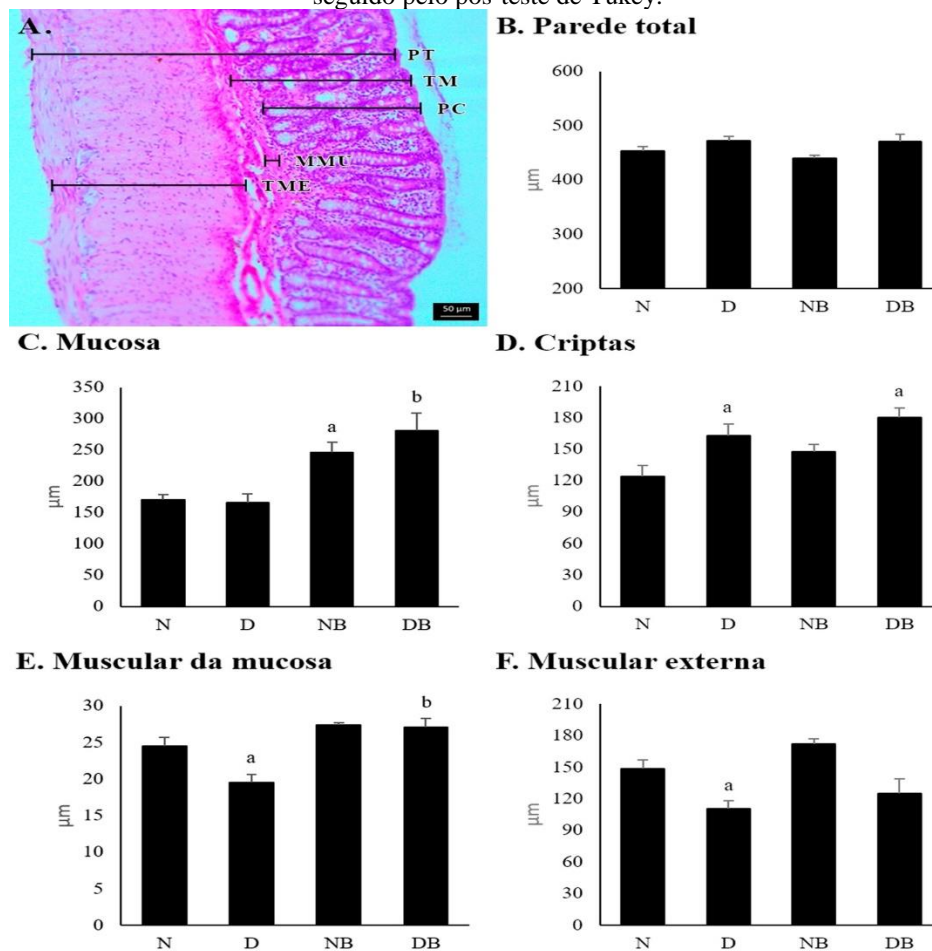 seguido pelo pós-teste de Tukey.
A.
PT
TM
PC
MMU
TME
50 µm
B. Parede total
600
500
400
300
200
µm
N D NB DB
C. Mucosa
350
300
250
200
150
100
50
0
µm
a
b
N D NB DB
D. Criptas
210
180
150
120
90
60
30
0
µm
a
a
N D NB DB
E. Muscular da mucosa
30
25
20
15
10
5
0
µm
a
b
N D NB DB
F. Muscular externa
210
180
150
120
90
60
30
0
µm
a
N D NB DB